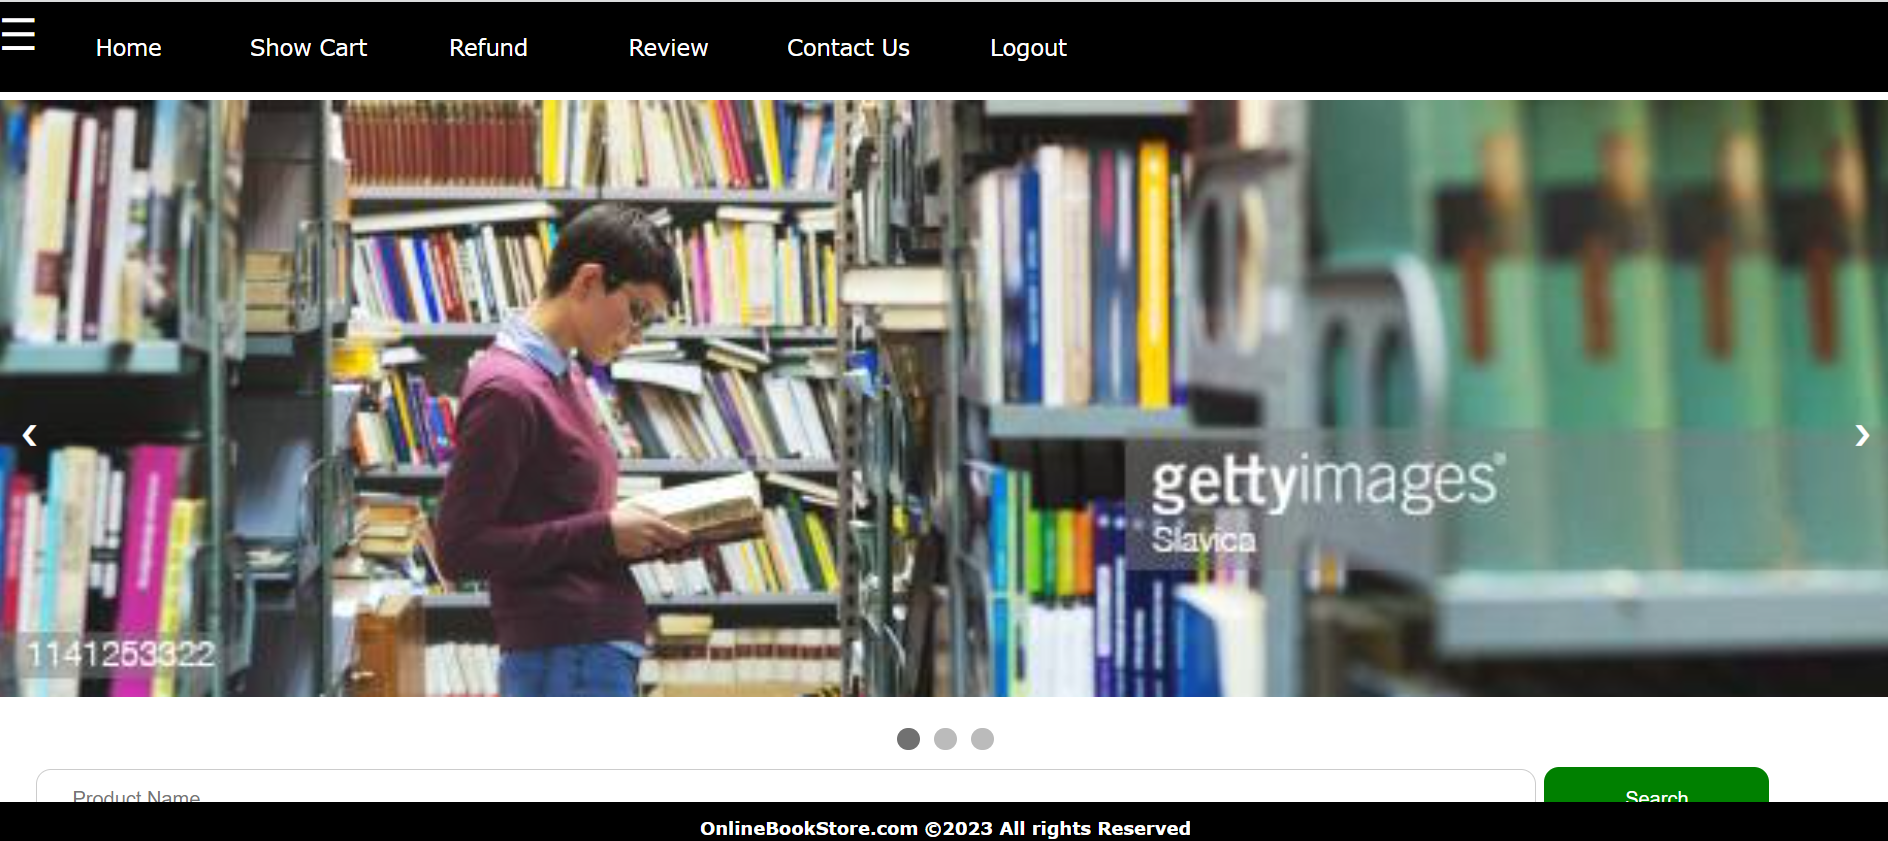 ☰ Home Show Cart Refund Review Contact Us Logout
❮ ❯
gettyimages®
Slavica
1141253322
Product Name Search
OnlineBookStore.com ©2023 All rights Reserved